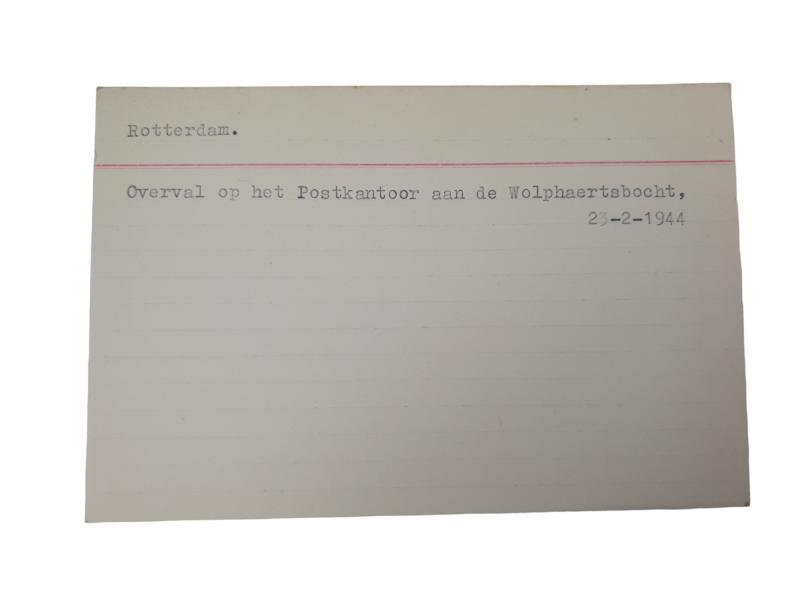 Rotterdam.
Overval op het Postkantoor aan de Wolphaertsbocht,
23-2-1944